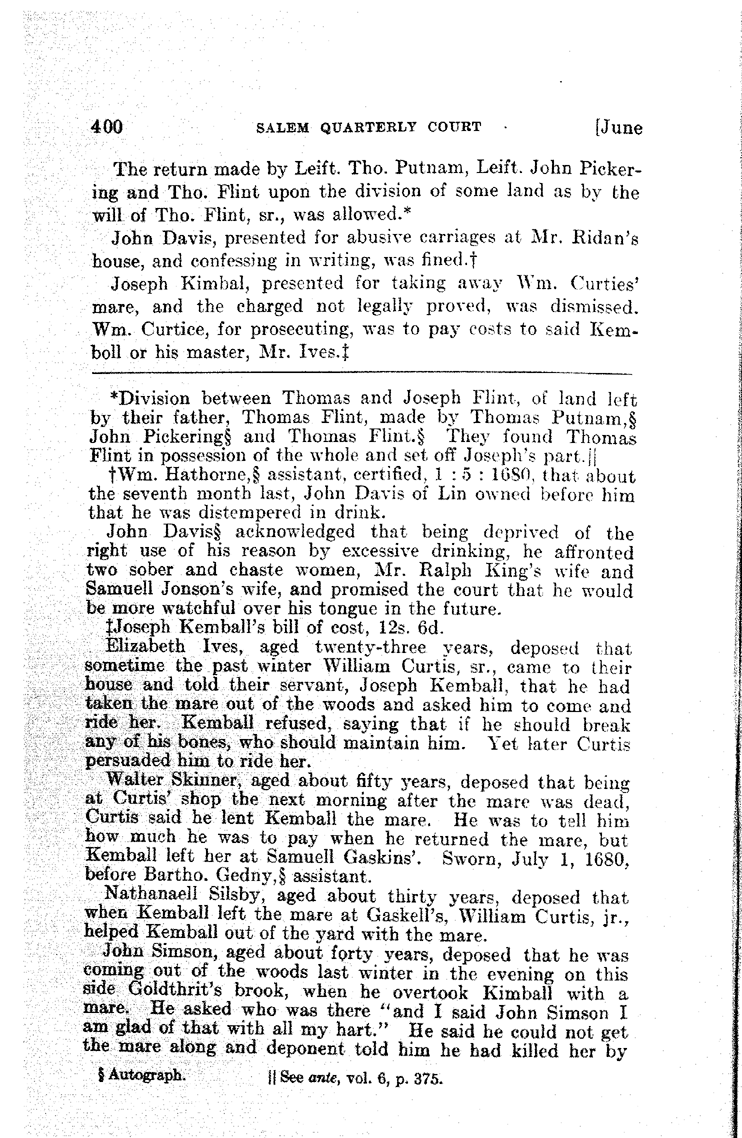 400 SALEM QUARTERLY COURT [June
The return made by Leift. Tho. Putnam, Leift. John Picker-
ing and Tho. Flint upon the division of some land as by the
will of Tho. Flint, sr., was allowed.*
John Davis, presented for abusive carriages at Mr. Ridan's
house, and confessing in writing, was fined.†
Joseph Kimbal, presented for taking away Wm. Curties'
mare, and the charged not legally proved, was dismissed.
Wm. Curtice, for prosecuting, was to pay costs to said Kem-
boll or his master, Mr. Ives.‡
*Division between Thomas and Joseph Flint, of land left
by their father, Thomas Flint, made by Thomas Putnam,§
John Pickering§ and Thomas Flint.§ They found Thomas
Flint in possession of the whole and set off Joseph's part.||
†Wm. Hathorne,§ assistant, certified, 1 : 5 : 1680, that about
the seventh month last, John Davis of Lin owned before him
that he was distempered in drink.
John Davis§ acknowledged that being deprived of the
right use of his reason by excessive drinking, he affronted
two sober and chaste women, Mr. Ralph King's wife and
Samuell Jonson's wife, and promised the court that he would
be more watchful over his tongue in the future.
‡Joseph Kemball's bill of cost, 12s. 6d.
Elizabeth Ives, aged twenty-three years, deposed that
sometime the past winter William Curtis, sr., came to their
house and told their servant, Joseph Kemball, that he had
taken the mare out of the woods and asked him to come and
ride her. Kemball refused, saying that if he should break
any of his bones, who should maintain him. Yet later Curtis
persuaded him to ride her.
Walter Skinner, aged about fifty years, deposed that being
at Curtis' shop the next morning after the mare was dead,
Curtis said he lent Kemball the mare. He was to tell him
how much he was to pay when he returned the mare, but
Kemball left her at Samuell Gaskins'. Sworn, July 1, 1680,
before Bartho. Gedny,§ assistant.
Nathanaell Silsby, aged about thirty years, deposed that
when Kemball left the mare at Gaskell's, William Curtis, jr.,
helped Kemball out of the yard with the mare.
John Simson, aged about forty years, deposed that he was
coming out of the woods last winter in the evening on this
side Goldthrit's brook, when he overtook Kimball with a
mare. He asked who was there "and I said John Simson I
am glad of that with all my hart." He said he could not get
the mare along and deponent told him he had killed her by
§ Autograph. || See ante, vol. 6, p. 375.